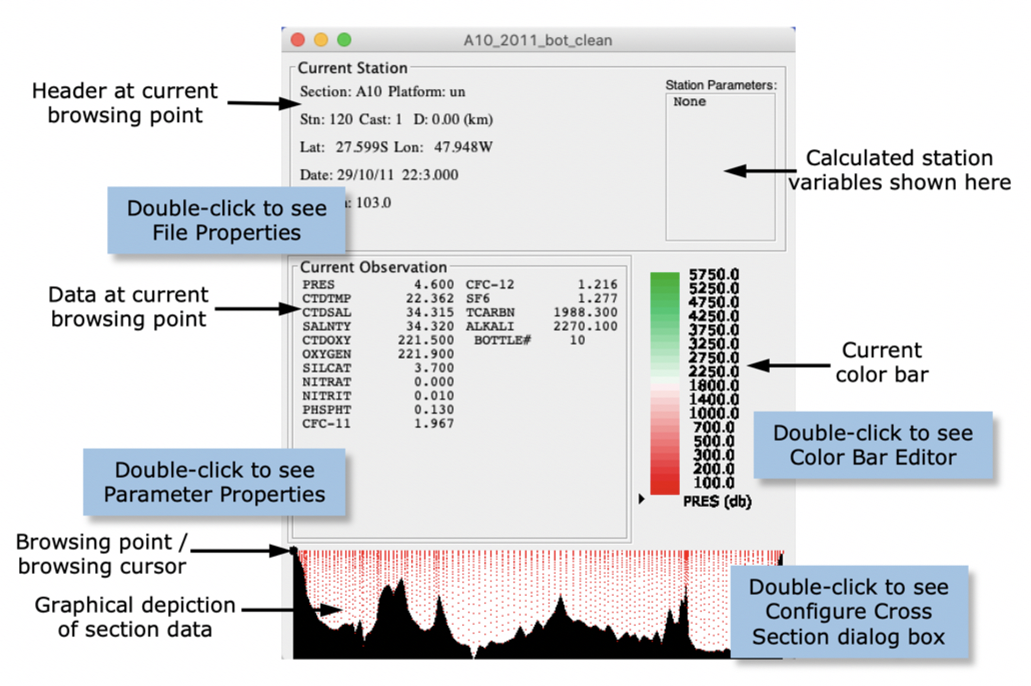 A10_2011_bot_clean
Current Station
Header at current
browsing point
Section: A10 Platform: un
Stn: 120 Cast: 1 D: 0.00 (km)
Lat: 27.599S Lon: 47.948W
Date: 29/10/11 22:3.000
: 103.0
Station Parameters:
None
Calculated station
variables shown here
Double-click to see
File Properties
Current Observation
PRES 4.600 CFC-12 1.216
CTDTMP 22.362 SF6 1.277
CTDSAL 34.315 TCARBN 1988.300
SALNTY 34.320 ALKALI 2270.100
CTDOXY 221.500 BOTTLE# 10
OXYGEN 221.900
SILCAT 3.700
NITRAT 0.000
NITRIT 0.010
PHSPHT 0.130
CFC-11 1.967
Data at current
browsing point
5750.0
5250.0
4750.0
4250.0
3750.0
3250.0
2750.0
2250.0
1800.0
1400.0
1000.0
700.0
500.0
300.0
200.0
100.0
PRES (db)
Current
color bar
Double-click to see
Color Bar Editor
Double-click to see
Parameter Properties
Browsing point /
browsing cursor
Graphical depiction
of section data
Double-click to see
Configure Cross
Section dialog box